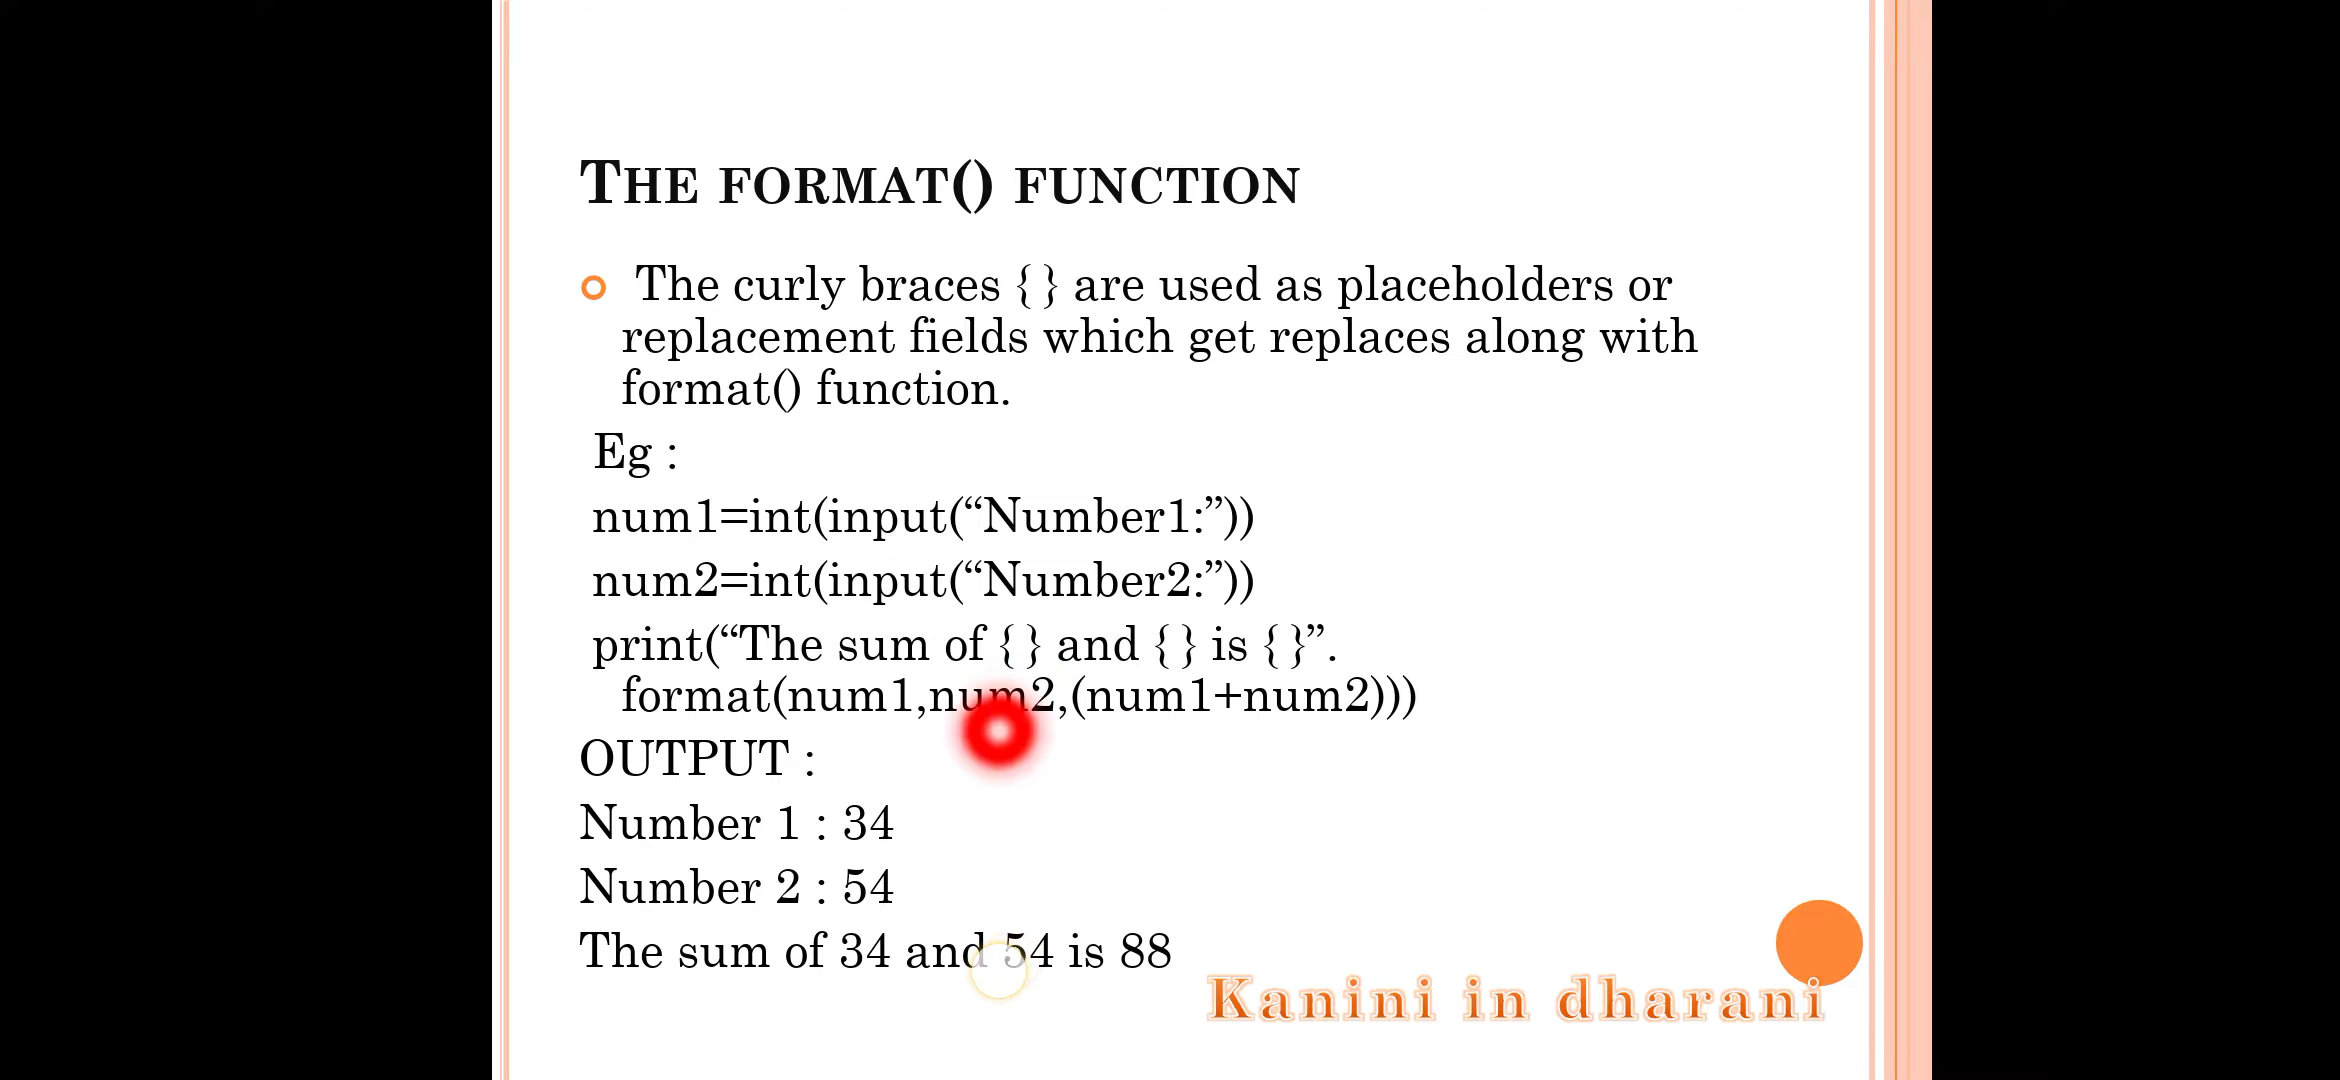 THE FORMAT() FUNCTION
The curly braces { } are used as placeholders or
replacement fields which get replaces along with
format() function.
Eg :
num1=int(input(“Number1:”))
num2=int(input(“Number2:”))
print(“The sum of { } and { } is { }”.
format(num1,num2,(num1+num2)))
OUTPUT :
Number 1 : 34
Number 2 : 54
The sum of 34 and 54 is 88
Kanini in dharani